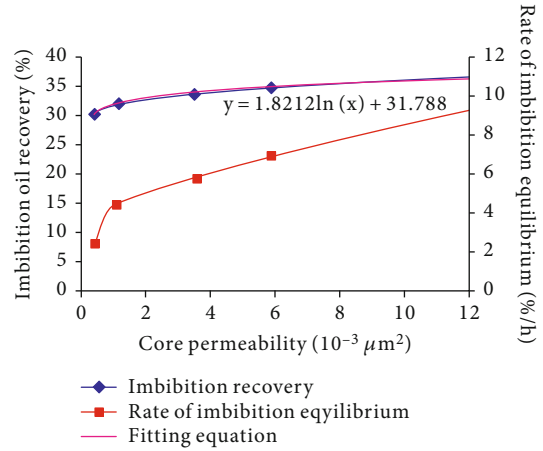 Imbibition oil recovery (%)
40
35
30
25
20
15
10
5
0
y = 1.8212ln (x) + 31.788
12
10
8
6
4
2
0
Rate of imbibition
equilibrium (%/h)
0 2 4 6 8 10 12
Core permeability (10⁻³ μm²)
Imbibition recovery
Rate of imbibition eqyilibrium
Fitting equation